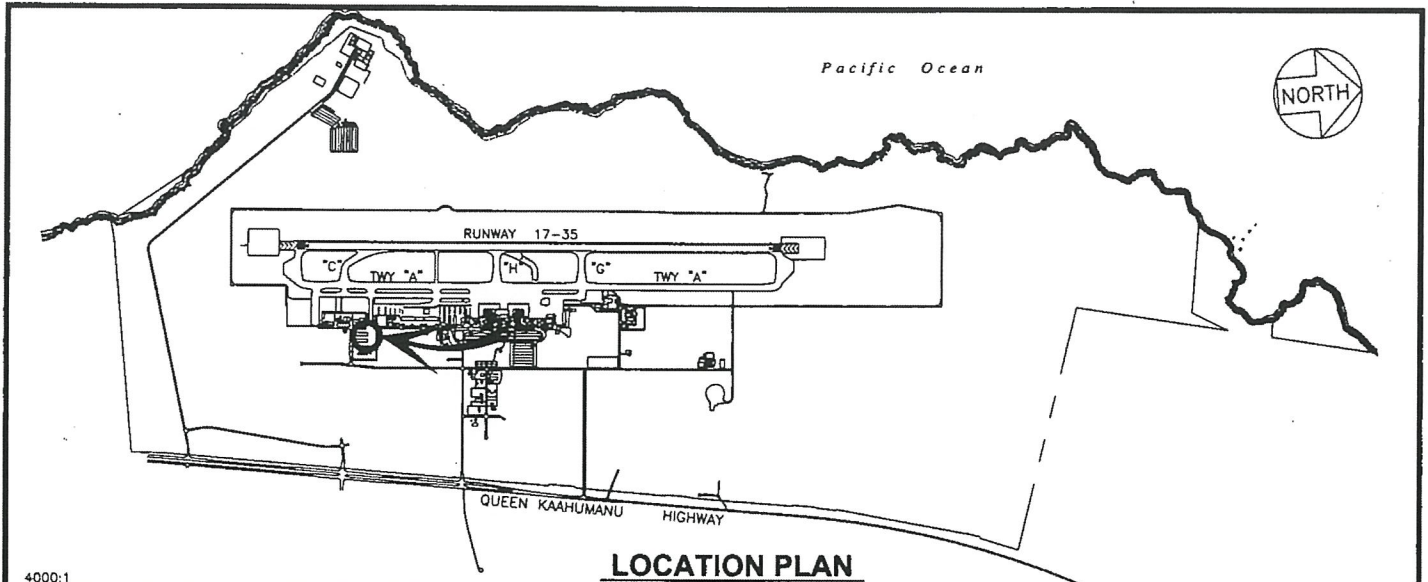 Pacific Ocean
NORTH
RUNWAY 17-35
"C"
TWY "A"
"H"
"G"
TWY "A"
QUEEN KAAHUMANU HIGHWAY
LOCATION PLAN
4000:1